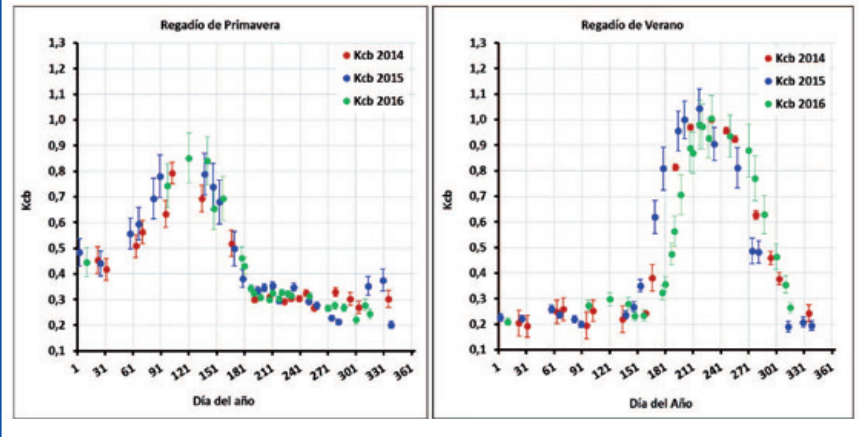 Regadío de Primavera
1,3
1,2
1,1
1,0
0,9
0,8
0,7
0,6
0,5
0,4
0,3
0,2
0,1
Kcb
Kcb 2014
Kcb 2015
Kcb 2016
1 31 61 91 121 151 181 211 241 271 301 331 361
Día del año
Regadío de Verano
1,3
1,2
1,1
1,0
0,9
0,8
0,7
0,6
0,5
0,4
0,3
0,2
0,1
Kcb
Kcb 2014
Kcb 2015
Kcb 2016
1 31 61 91 121 151 181 211 241 271 301 331 361
Día del Año